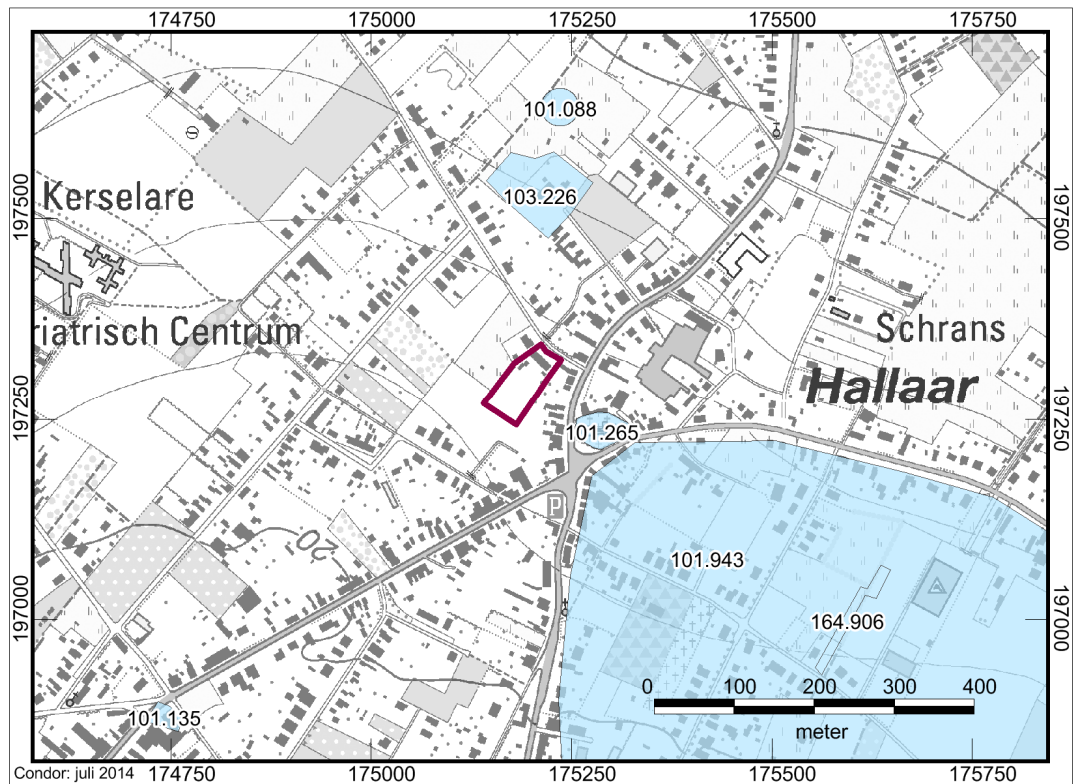 174750 175000 175250 175500 175750
101.088
197500
Kerselare
103.226
197500
riatrisch Centrum
Schrans
Hallaar
197250
101.265
197250
P
20
101.943
197000
164.906
197000
0 100 200 300 400
meter
101.135
Condor: juli 2014
174750 175000 175250 175500 175750